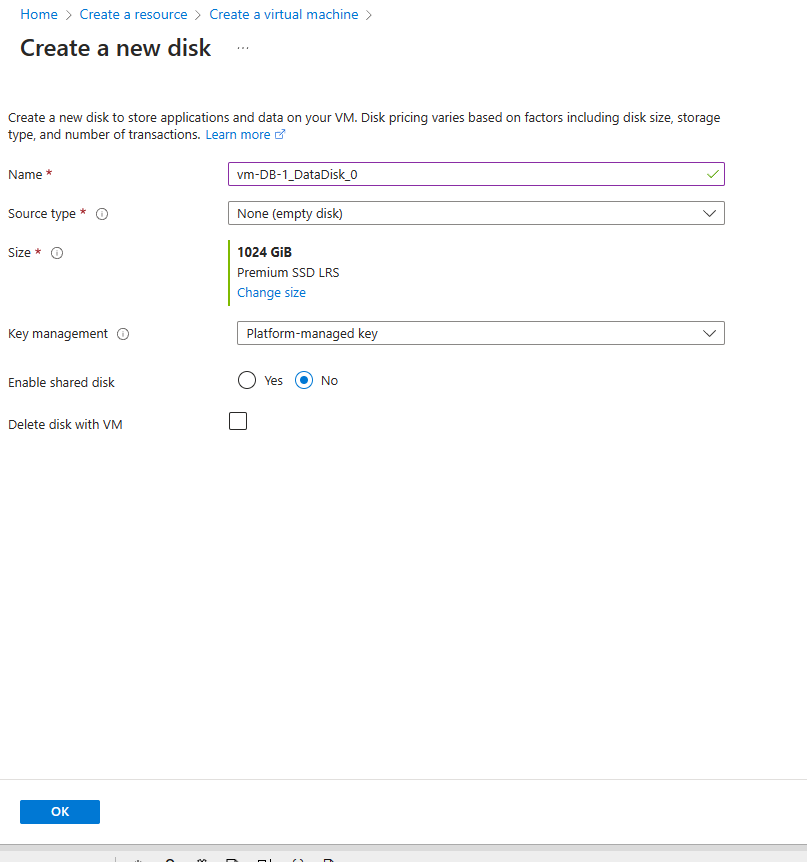 Home > Create a resource > Create a virtual machine >
Create a new disk ...
Create a new disk to store applications and data on your VM. Disk pricing varies based on factors including disk size, storage
type, and number of transactions. Learn more
Name *
vm-DB-1_DataDisk_0
Source type *
None (empty disk)
Size *
1024 GiB
Premium SSD LRS
Change size
Key management
Platform-managed key
Enable shared disk
Yes No
Delete disk with VM
OK